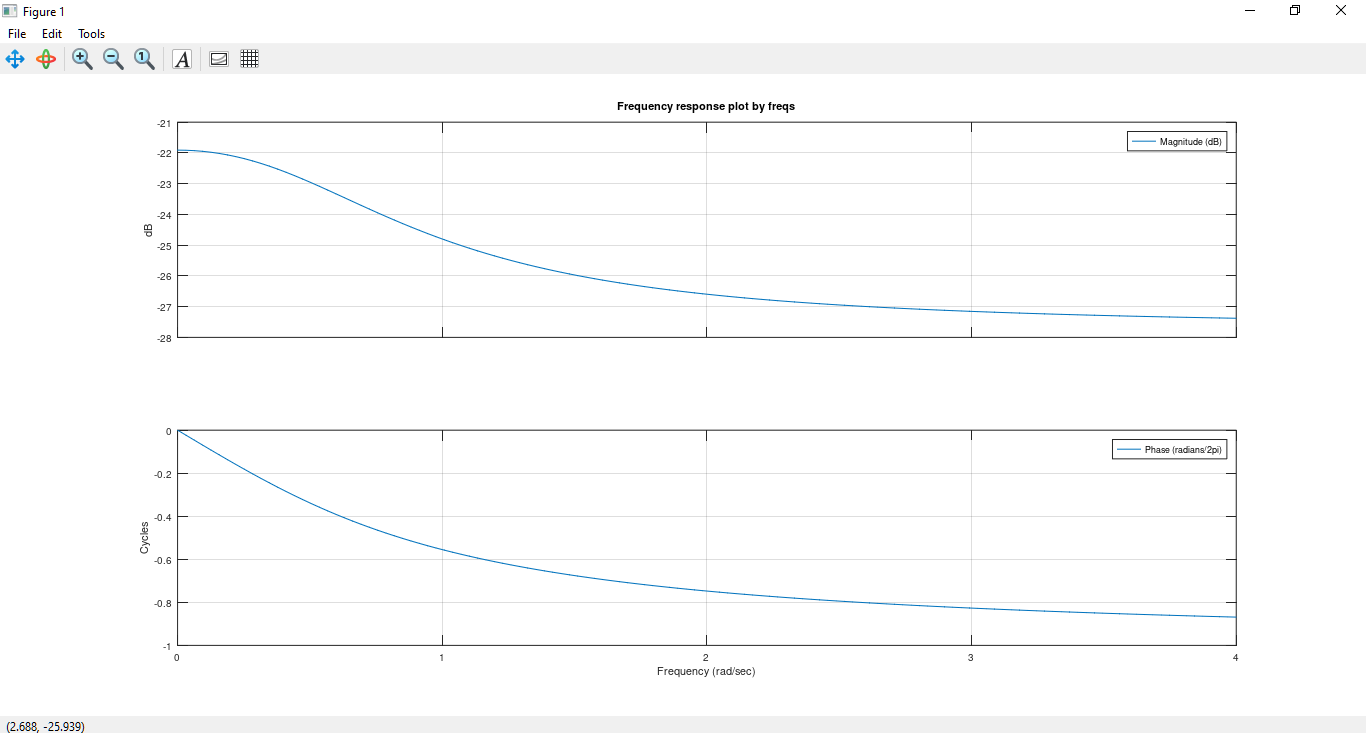 Figure 1
File Edit Tools
1 A
Frequency response plot by freqs
-21
Magnitude (dB)
-22
-23
-24
dB
-25
-26
-27
-28
0
Phase (radians/2pi)
-0.2
-0.4
Cycles
-0.6
-0.8
-1
0 1 2 3 4
Frequency (rad/sec)
(2.688, -25.939)